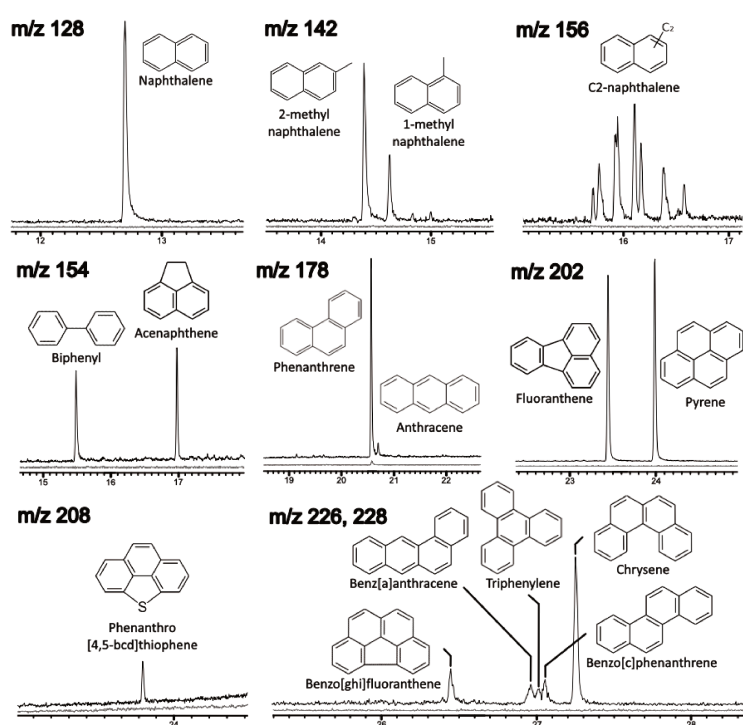 m/z 128
Naphthalene
12
13
m/z 142
2-methyl
naphthalene
1-methyl
naphthalene
14
15
m/z 156
C2
C2-naphthalene
16
17
m/z 154
Biphenyl
Acenaphthene
15
16
17
m/z 178
Phenanthrene
Anthracene
19
20
21
22
m/z 202
Fluoranthene
Pyrene
23
24
m/z 208
S
Phenanthro
[4,5-bcd]thiophene
24
m/z 226, 228
Benz[a]anthracene
Triphenylene
Chrysene
Benzo[ghi]fluoranthene
Benzo[c]phenanthrene
26
27
28